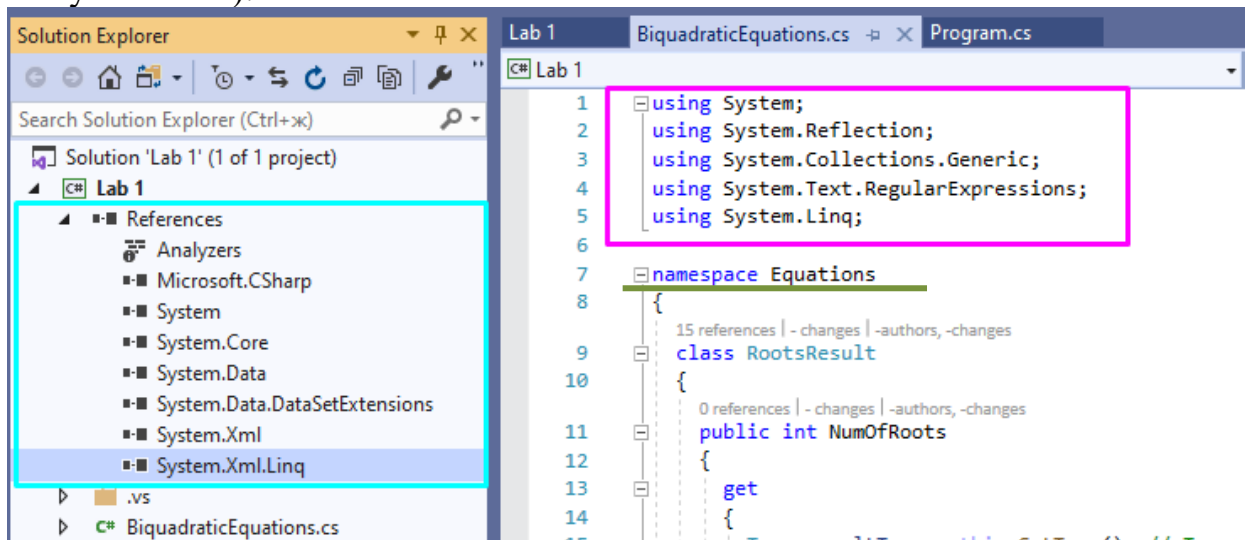 Solution Explorer
Search Solution Explorer (Ctrl+ж)
Solution 'Lab 1' (1 of 1 project)
C# Lab 1
References
Analyzers
Microsoft.CSharp
System
System.Core
System.Data
System.Data.DataSetExtensions
System.Xml
System.Xml.Linq
.vs
C# BiquadraticEquations.cs
Lab 1 BiquadraticEquations.cs Program.cs
C# Lab 1
1 using System;
2 using System.Reflection;
3 using System.Collections.Generic;
4 using System.Text.RegularExpressions;
5 using System.Linq;
6
7 namespace Equations
8 {
15 references | - changes | -authors, -changes
9 class RootsResult
10 {
0 references | - changes | -authors, -changes
11 public int NumOfRoots
12 {
13 get
14 {